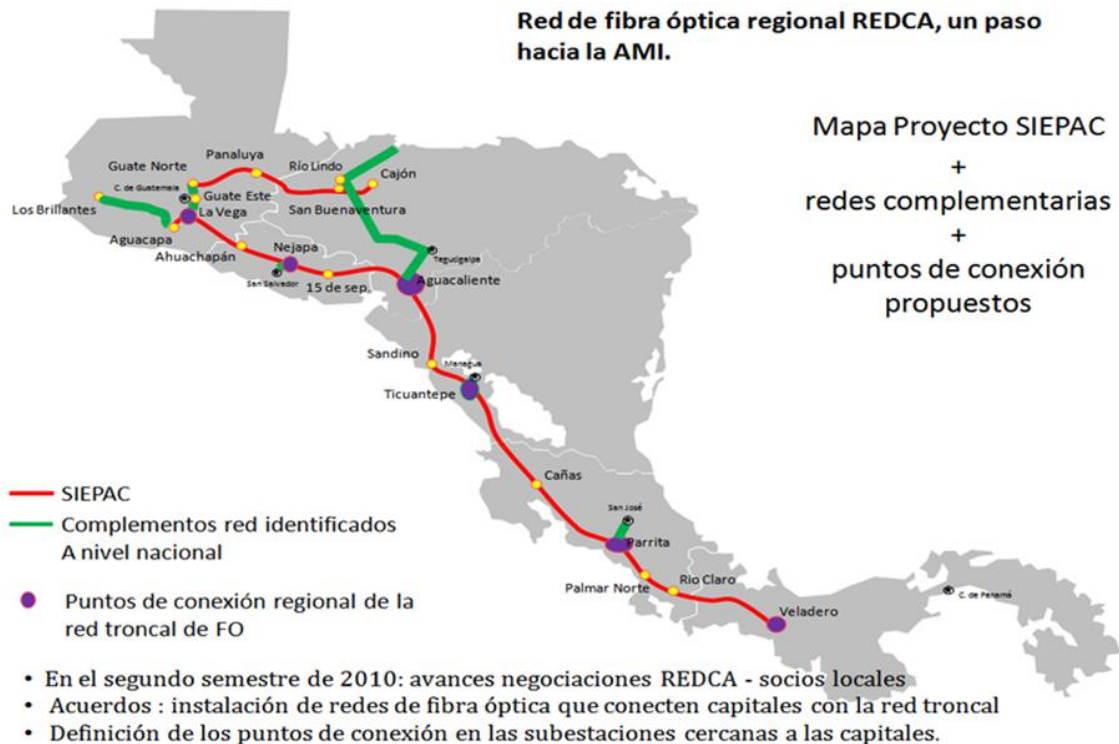 Red de fibra óptica regional REDCA, un paso
hacia la AMI.
Mapa Proyecto SIEPAC
+
redes complementarias
+
puntos de conexión
propuestos
Panaluya
Guate Norte
Río Lindo
Cajón
C. de Guatemala
Guate Este
Los Brillantes
La Vega
San Buenaventura
Aguacapa
Ahuachapán
Nejapa
Tegucigalpa
San Salvador
15 de sep.
Aguacaliente
Sandino
Managua
Ticuantepe
Cañas
San José
Parrita
Palmar Norte
Rio Claro
Veladero
C. de Panamá
SIEPAC
Complementos red identificados
A nivel nacional
Puntos de conexión regional de la
red troncal de FO
• En el segundo semestre de 2010: avances negociaciones REDCA - socios locales
• Acuerdos : instalación de redes de fibra óptica que conecten capitales con la red troncal
• Definición de los puntos de conexión en las subestaciones cercanas a las capitales.